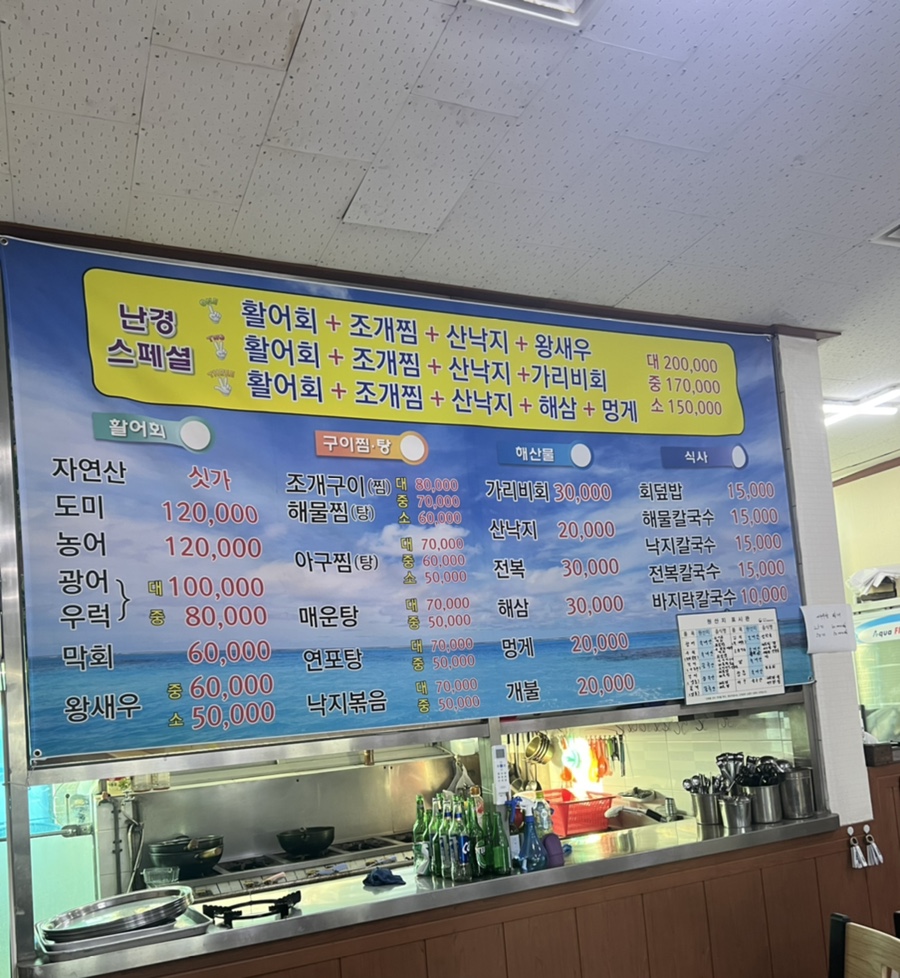 난경
스페셜
활어회 + 조개찜 + 산낙지 + 왕새우
활어회 + 조개찜 + 산낙지 +가리비회
활어회 + 조개찜 + 산낙지 + 해삼 + 멍게
대 200,000
중 170,000
소 150,000
활어회
자연산 싯가
도미 120,000
농어 120,000
광어 대 100,000
우럭 중 80,000
막회 60,000
왕새우 중 60,000
소 50,000
구이찜·탕
조개구이(찜) 대 80,000
중 70,000
해물찜(탕) 소 60,000
대 70,000
아구찜(탕) 중 60,000
소 50,000
매운탕 대 70,000
중 50,000
연포탕 대 70,000
중 50,000
낙지볶음 대 70,000
중 50,000
해산물
가리비회 30,000
산낙지 20,000
전복 30,000
해삼 30,000
멍게 20,000
개불 20,000
식사
회덮밥 15,000
해물칼국수 15,000
낙지칼국수 15,000
전복칼국수 15,000
바지락칼국수 10,000
원산지 표시판
Aqua